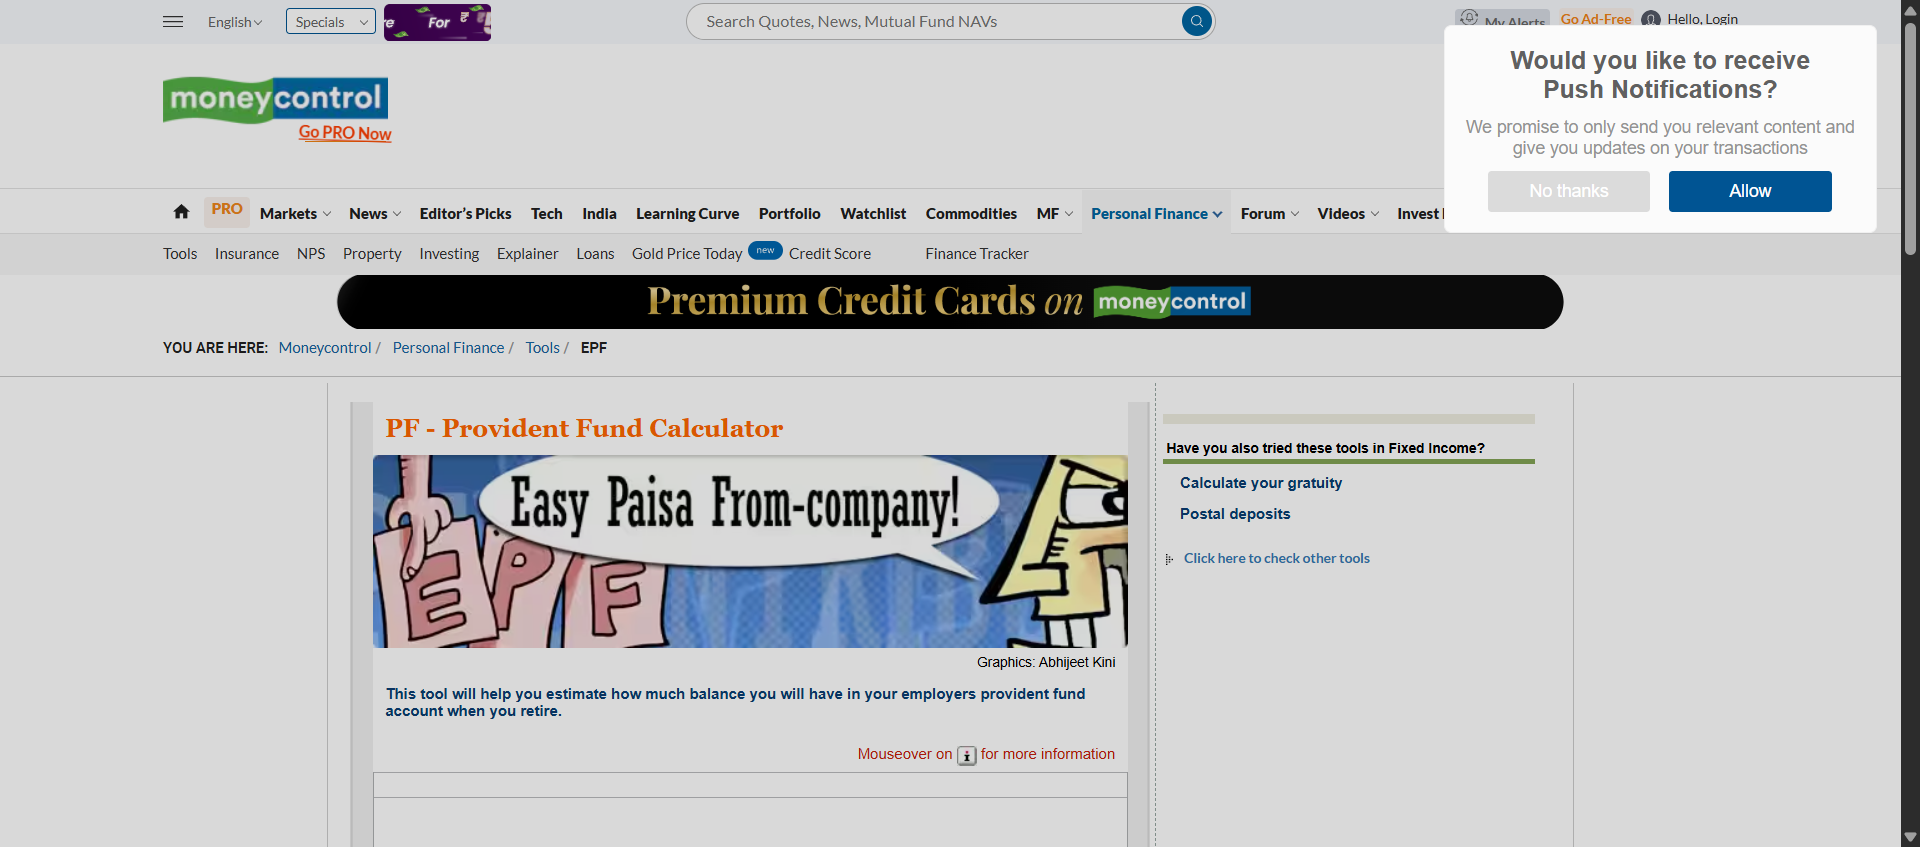 English
Specials
re
For ₹
Search Quotes, News, Mutual Fund NAVs
My Alerts
Go Ad-Free
Hello, Login
Would you like to receive
Push Notifications?
We promise to only send you relevant content and
give you updates on your transactions
No thanks
Allow
moneycontrol
Go PRO Now
PRO Markets News Editor's Picks Tech India Learning Curve Portfolio Watchlist Commodities MF Personal Finance Forum Videos Invest
Tools Insurance NPS Property Investing Explainer Loans Gold Price Today new Credit Score Finance Tracker
Premium Credit Cards on moneycontrol
YOU ARE HERE: Moneycontrol / Personal Finance / Tools / EPF
PF - Provident Fund Calculator
Easy Paisa From-company!
EPF
Graphics: Abhijeet Kini
This tool will help you estimate how much balance you will have in your employers provident fund
account when you retire.
Mouseover on i for more information
Have you also tried these tools in Fixed Income?
Calculate your gratuity
Postal deposits
Click here to check other tools